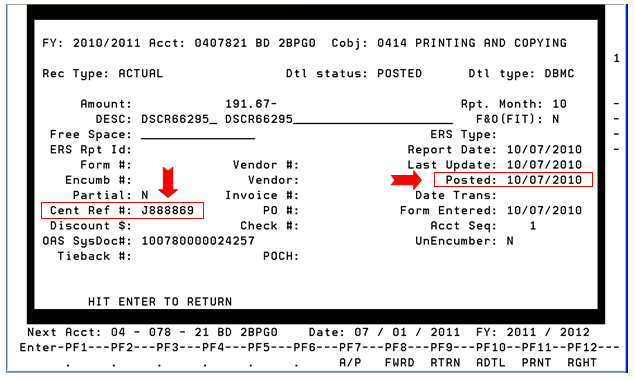 FY: 2010/2011 Acct: 0407821 BD 2BPGO Cobj: 0414 PRINTING AND COPYING
1
Rec Type: ACTUAL Dtl status: POSTED Dtl type: DBMC
Amount: 191.67- Rpt. Month: 10 -
DESC: DSCR66295_ DSCR66295_____________________ F&O(FIT): N -
Free Space: _______________ ERS Type: -
ERS Rpt Id: Report Date: 10/07/2010 -
Form #: Vendor #: Last Update: 10/07/2010
Encumb #: Vendor: Posted: 10/07/2010
Partial: N Invoice #: Date Trans:
Cent Ref #: J888869 PO #: Form Entered: 10/07/2010
Discount $: Check #: Acct Seq: 1
OAS SysDoc#: 100780000024257 UnEncumber: N
Tieback #: POCH:
HIT ENTER TO RETURN
Next Acct: 04 - 078 - 21 BD 2BPGO Date: 07 / 01 / 2011 FY: 2011 / 2012
Enter-PF1---PF2---PF3---PF4---PF5---PF6---PF7---PF8---PF9---PF10--PF11--PF12---
. . . . . . A/P FWRD RTRN ADTL PRNT RGHT